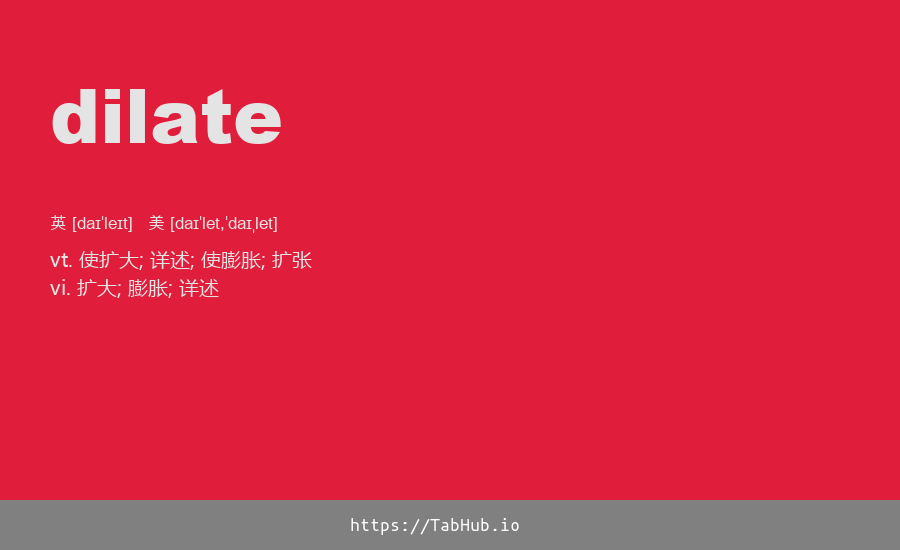 dilate
英 [daɪˈleɪt]   美 [daɪˈlet,ˈdaɪˌlet]
vt. 使扩大; 详述; 使膨胀; 扩张
vi. 扩大; 膨胀; 详述
https://TabHub.io